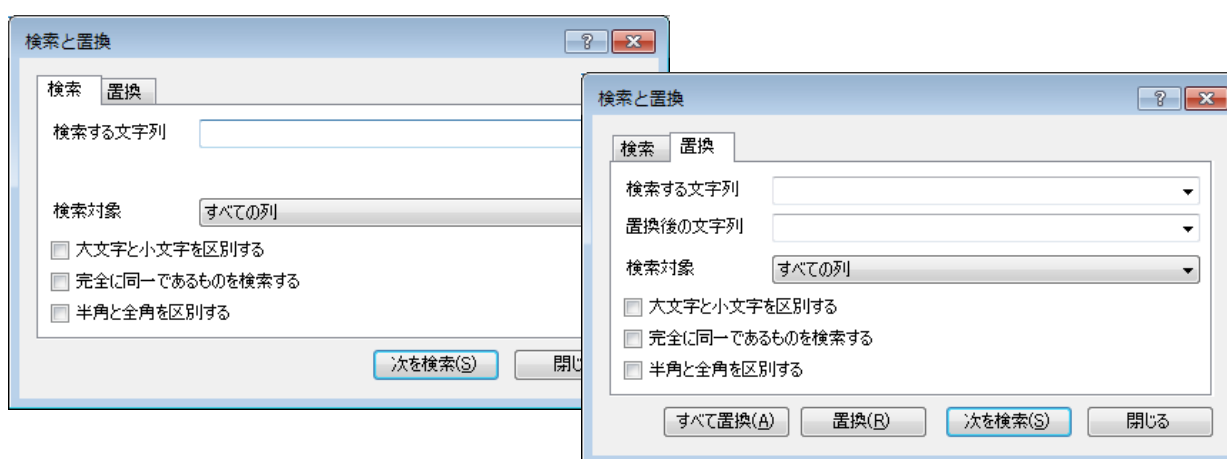 検索と置換
検索 置換
検索する文字列
検索対象 すべての列
大文字と小文字を区別する
完全に同一であるものを検索する
半角と全角を区別する
次を検索(S) 閉じ
検索と置換
検索 置換
検索する文字列
置換後の文字列
検索対象 すべての列
大文字と小文字を区別する
完全に同一であるものを検索する
半角と全角を区別する
すべて置換(A) 置換(R) 次を検索(S) 閉じる